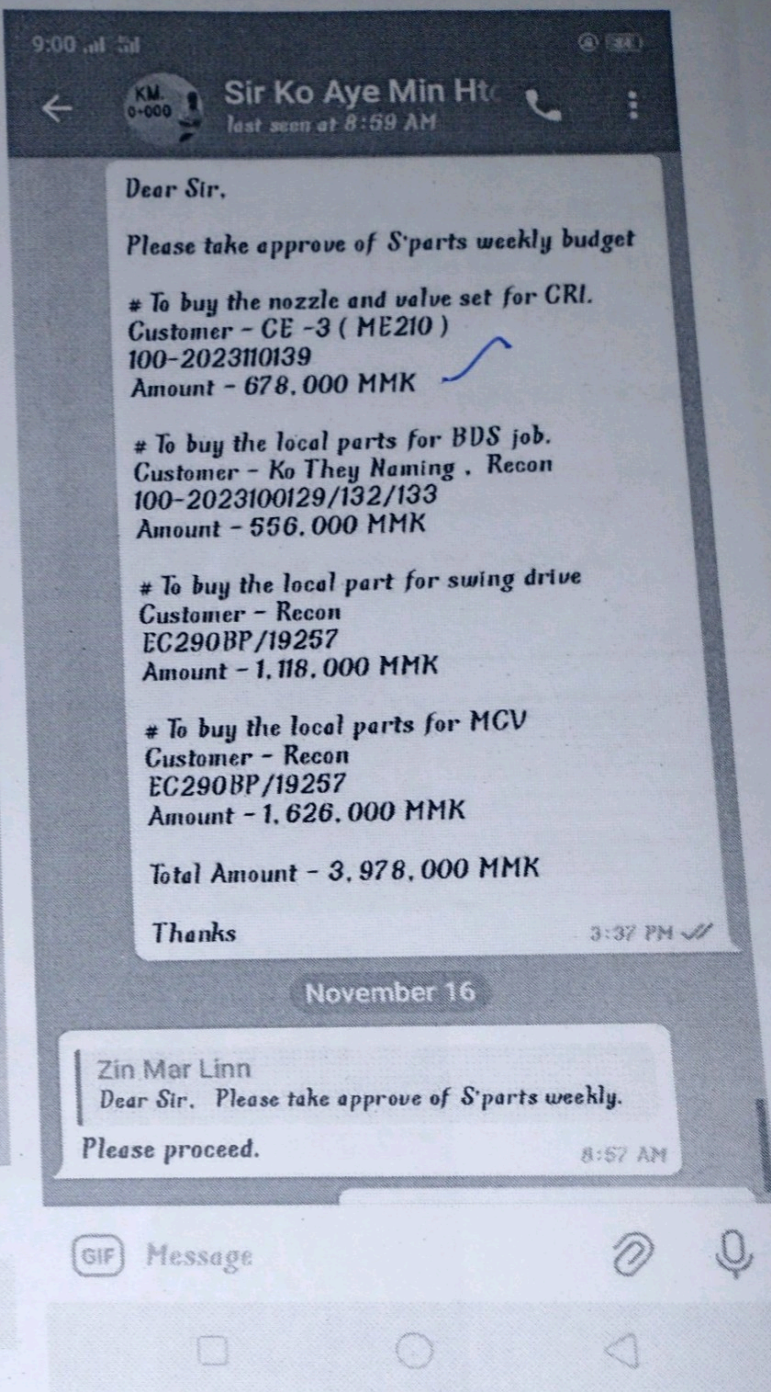 9:00
84
KM.
0+000
Sir Ko Aye Min Ht
last seen at 8:59 AM
Dear Sir,
Please take approve of S'parts weekly budget
# To buy the nozzle and valve set for CRI.
Customer - CE -3 ( ME210 )
100-2023110139
Amount - 678,000 MMK
# To buy the local parts for BDS job.
Customer - Ko They Naming , Recon
100-2023100129/132/133
Amount - 556,000 MMK
# To buy the local part for swing drive
Customer - Recon
EC290BP/19257
Amount - 1,118,000 MMK
# To buy the local parts for MCV
Customer - Recon
EC290BP/19257
Amount - 1,626,000 MMK
Total Amount - 3,978,000 MMK
Thanks
3:37 PM
November 16
Zin Mar Linn
Dear Sir, Please take approve of S'parts weekly.
Please proceed.
8:57 AM
GIF Message